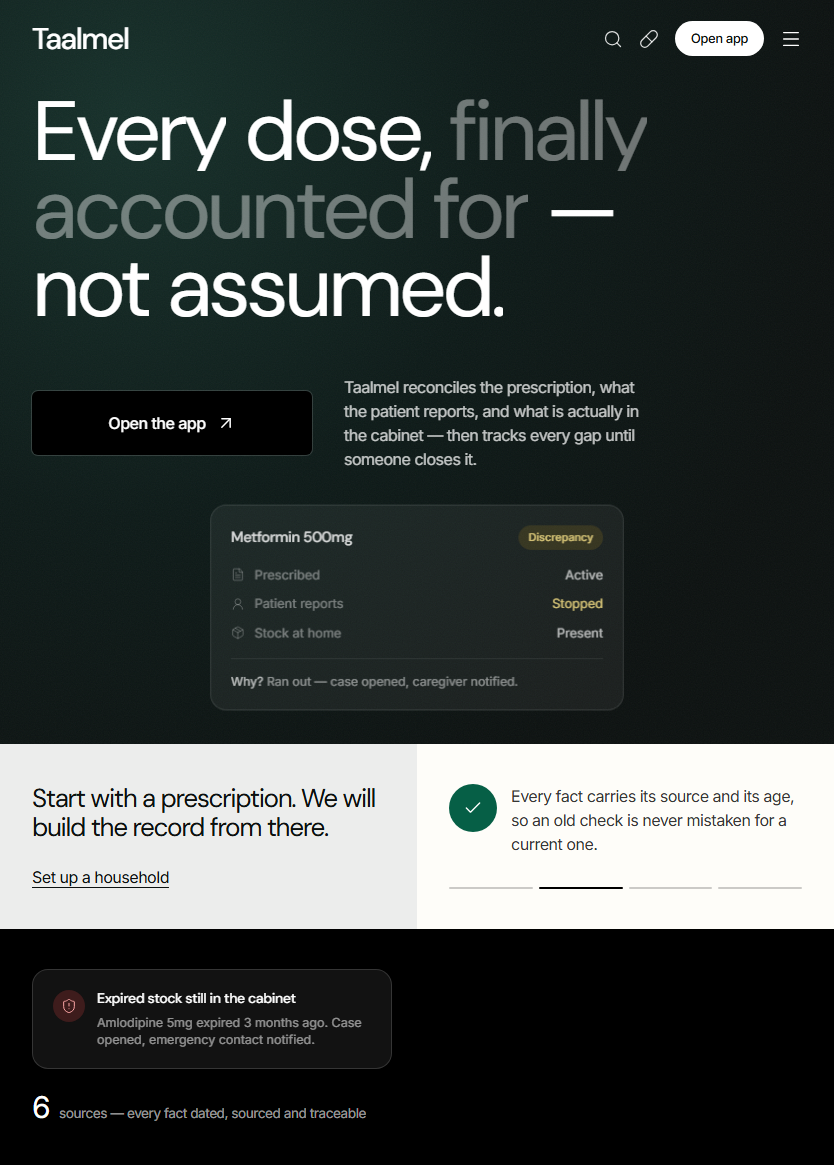 Taalmel
Open app
Every dose, finally
accounted for —
not assumed.
Open the app
Taalmel reconciles the prescription, what
the patient reports, and what is actually in
the cabinet — then tracks every gap until
someone closes it.
Metformin 500mg
Discrepancy
Prescribed
Active
Patient reports
Stopped
Stock at home
Present
Why? Ran out — case opened, caregiver notified.
Start with a prescription. We will
build the record from there.
Set up a household
Every fact carries its source and its age,
so an old check is never mistaken for a
current one.
Expired stock still in the cabinet
Amlodipine 5mg expired 3 months ago. Case
opened, emergency contact notified.
6 sources — every fact dated, sourced and traceable